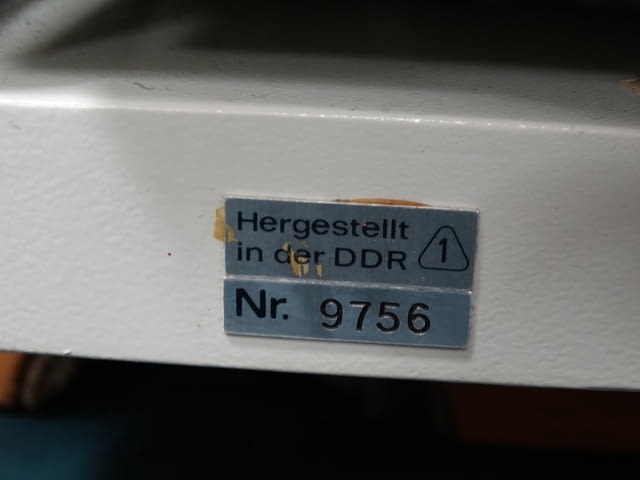 Hergestellt
in der DDR 1
Nr. 9756